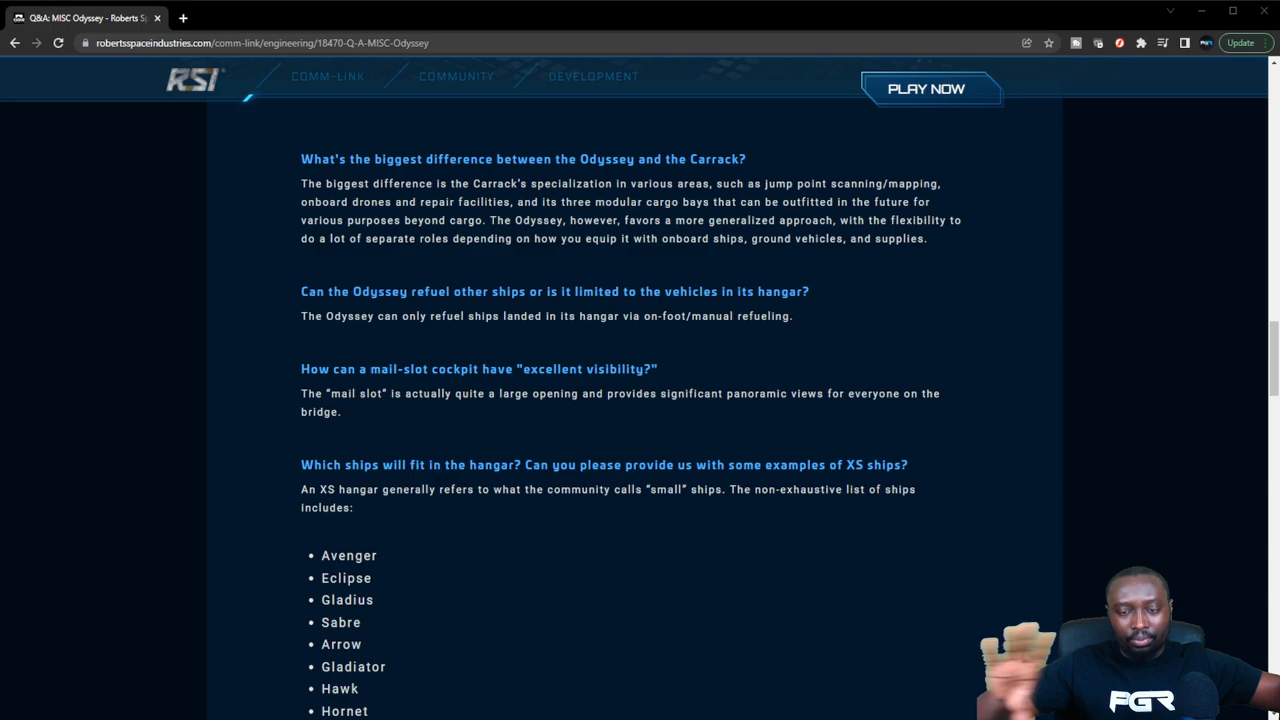 Q&A: MISC Odyssey - Roberts Sp
robertsspaceindustries.com/comm-link/engineering/18470-Q-A-MISC-Odyssey
Update
RSI
COMM-LINK
COMMUNITY
DEVELOPMENT
PLAY NOW
What's the biggest difference between the Odyssey and the Carrack?
The biggest difference is the Carrack’s specialization in various areas, such as jump point scanning/mapping,
onboard drones and repair facilities, and its three modular cargo bays that can be outfitted in the future for
various purposes beyond cargo. The Odyssey, however, favors a more generalized approach, with the flexibility to
do a lot of separate roles depending on how you equip it with onboard ships, ground vehicles, and supplies.
Can the Odyssey refuel other ships or is it limited to the vehicles in its hangar?
The Odyssey can only refuel ships landed in its hangar via on-foot/manual refueling.
How can a mail-slot cockpit have "excellent visibility?"
The “mail slot” is actually quite a large opening and provides significant panoramic views for everyone on the
bridge.
Which ships will fit in the hangar? Can you please provide us with some examples of XS ships?
An XS hangar generally refers to what the community calls “small” ships. The non-exhaustive list of ships
includes:
• Avenger
• Eclipse
• Gladius
• Sabre
• Arrow
• Gladiator
• Hawk
• Hornet
PGR